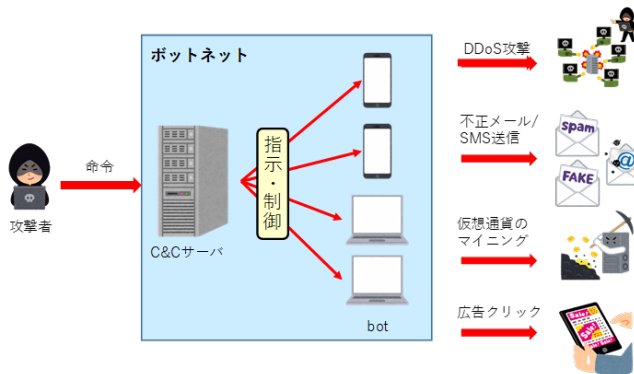 ボットネット
攻撃者
命令
C&Cサーバ
指示・制御
bot
DDoS攻撃
不正メール/
SMS送信
spam
@
FAKE
仮想通貨の
マイニング
広告クリック
Sale!